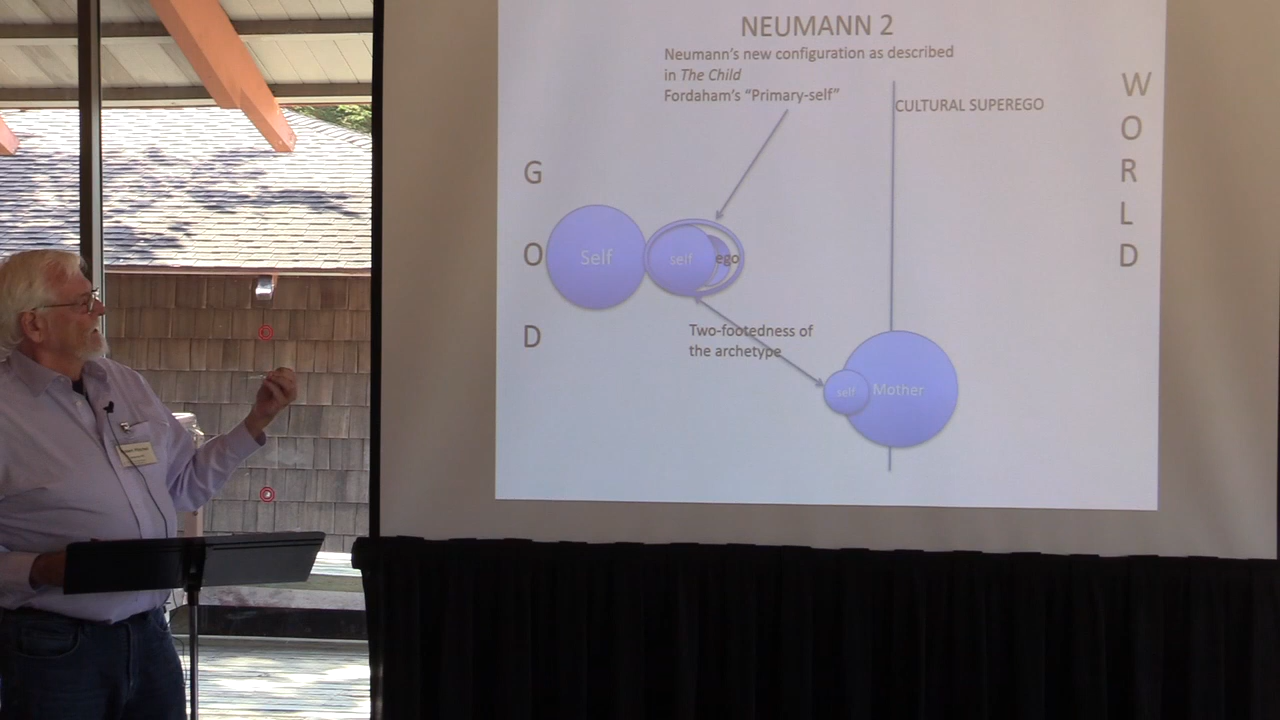 NEUMANN 2
Neumann's new configuration as described
in The Child
Fordaham's "Primary-self"
CULTURAL SUPEREGO
W
O
R
L
D
G
O
D
Self
self
ego
Two-footedness of
the archetype
self
Mother